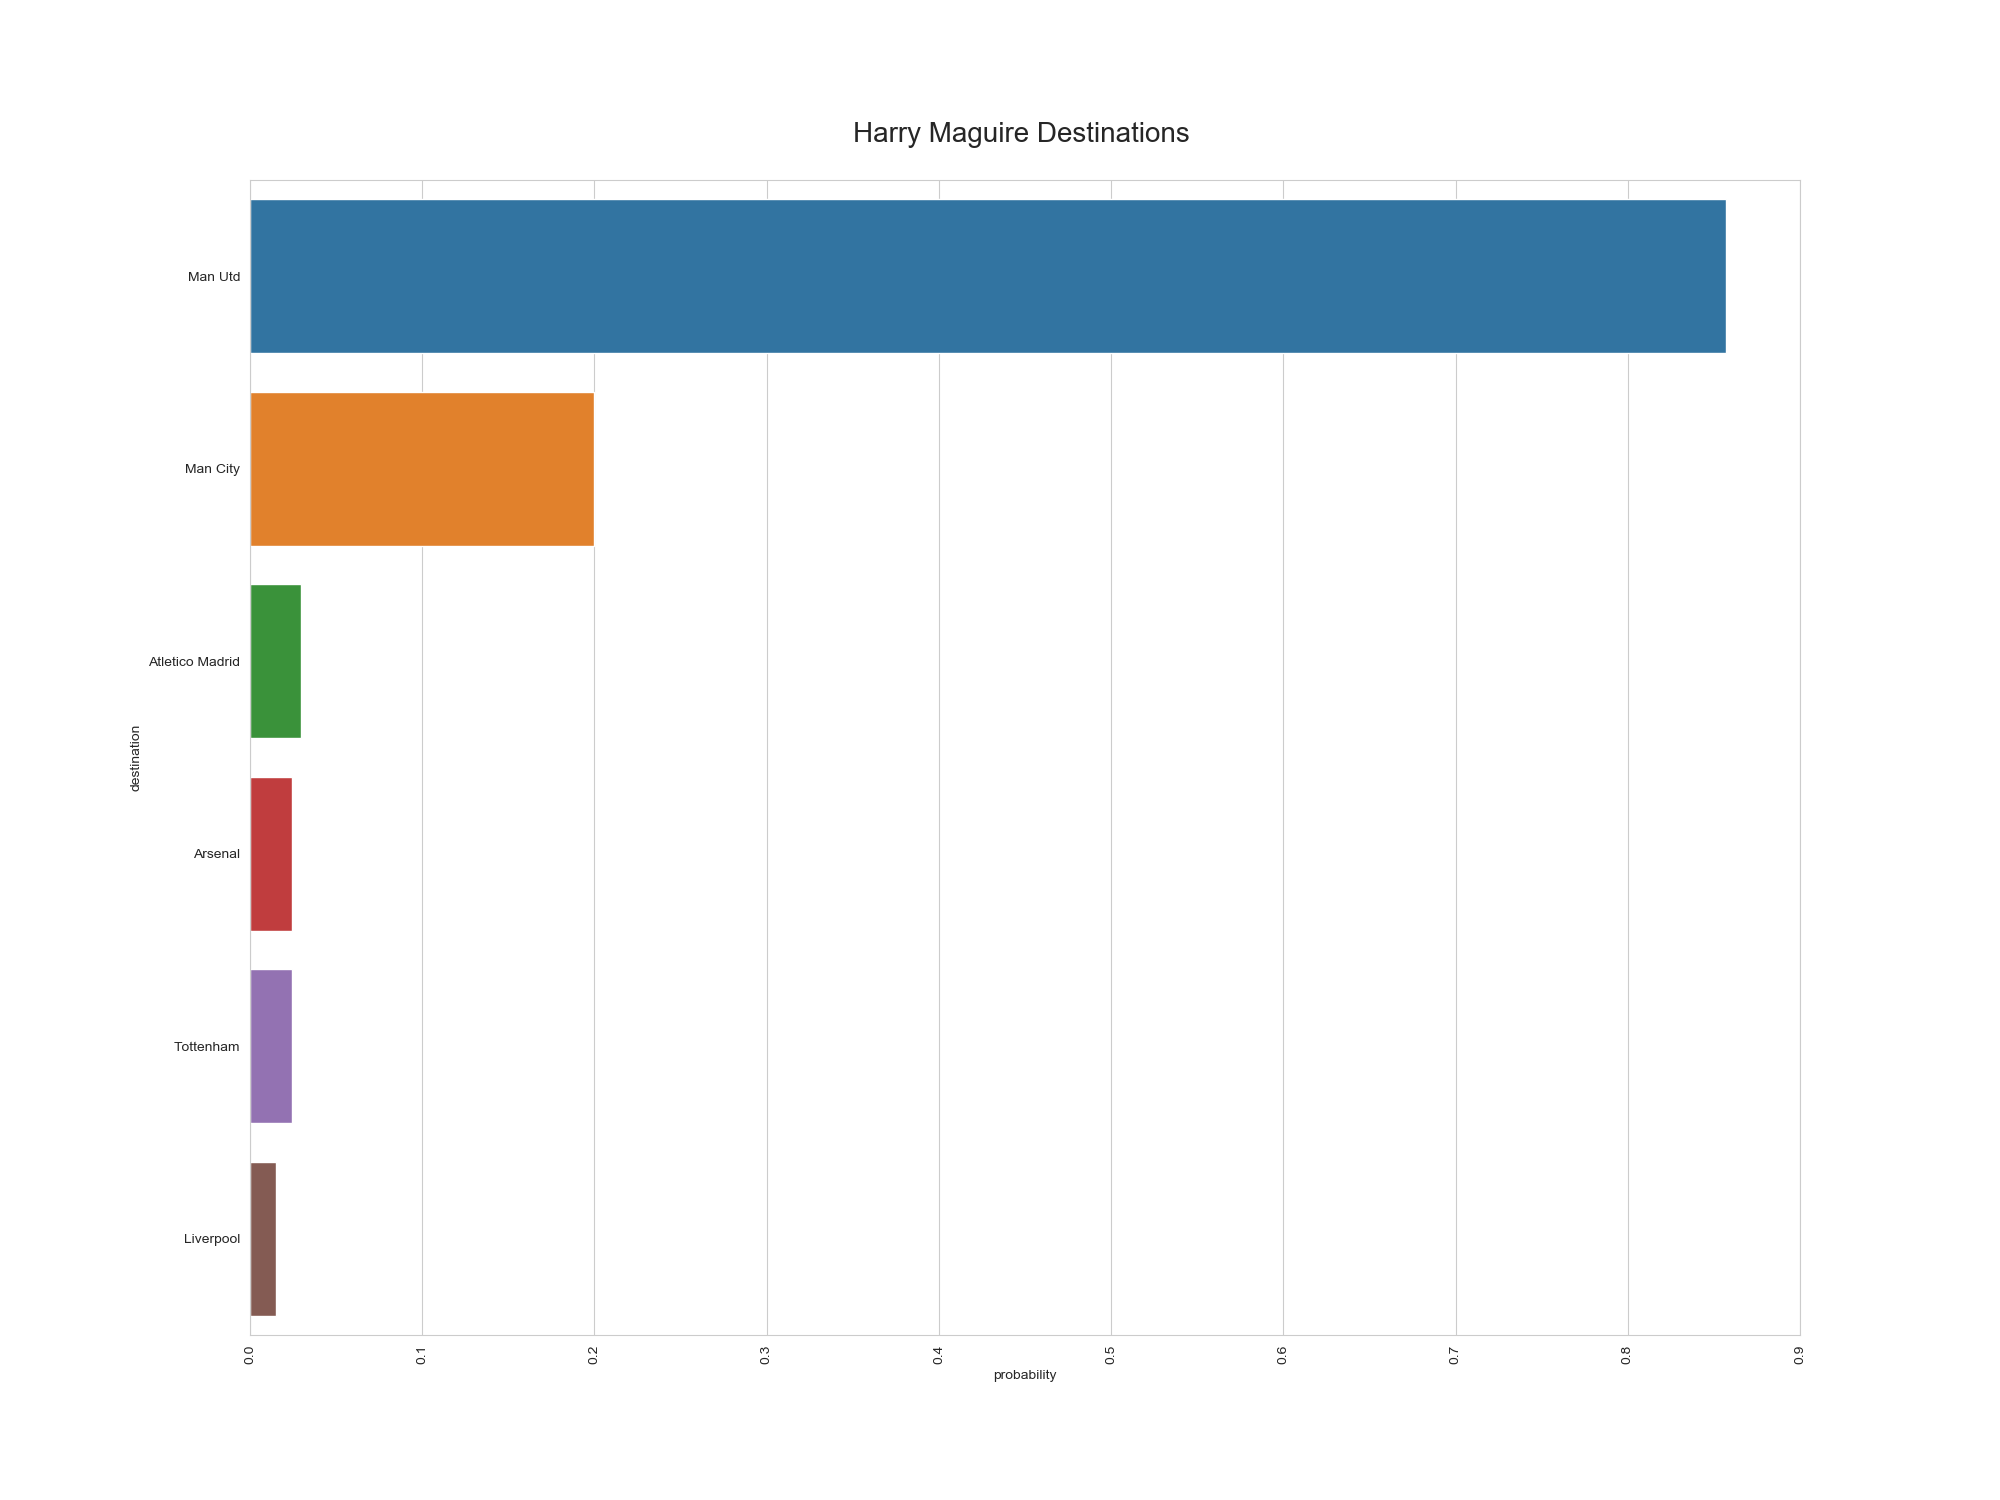 Harry Maguire Destinations
Man Utd
Man City
Atletico Madrid
Arsenal
Tottenham
Liverpool
destination
0.0 0.1 0.2 0.3 0.4 0.5 0.6 0.7 0.8 0.9
probability